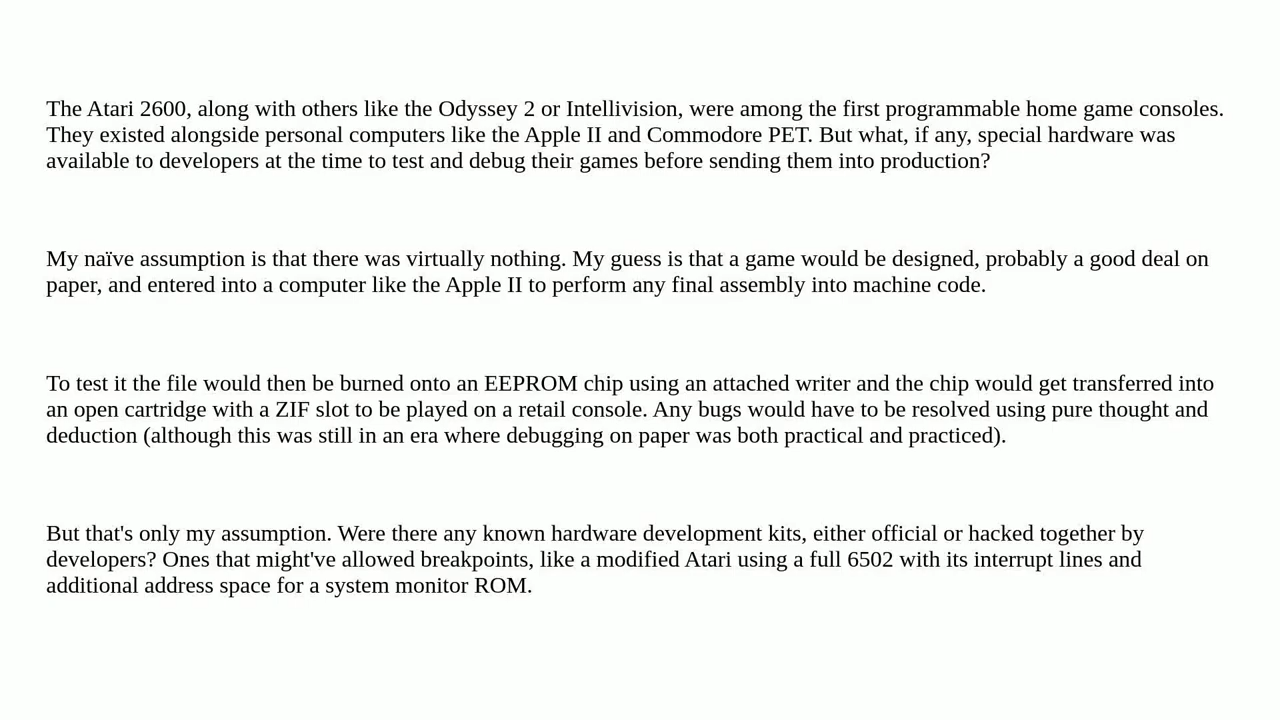 The Atari 2600, along with others like the Odyssey 2 or Intellivision, were among the first programmable home game consoles.
They existed alongside personal computers like the Apple II and Commodore PET. But what, if any, special hardware was
available to developers at the time to test and debug their games before sending them into production?
My naïve assumption is that there was virtually nothing. My guess is that a game would be designed, probably a good deal on
paper, and entered into a computer like the Apple II to perform any final assembly into machine code.
To test it the file would then be burned onto an EEPROM chip using an attached writer and the chip would get transferred into
an open cartridge with a ZIF slot to be played on a retail console. Any bugs would have to be resolved using pure thought and
deduction (although this was still in an era where debugging on paper was both practical and practiced).
But that's only my assumption. Were there any known hardware development kits, either official or hacked together by
developers? Ones that might've allowed breakpoints, like a modified Atari using a full 6502 with its interrupt lines and
additional address space for a system monitor ROM.